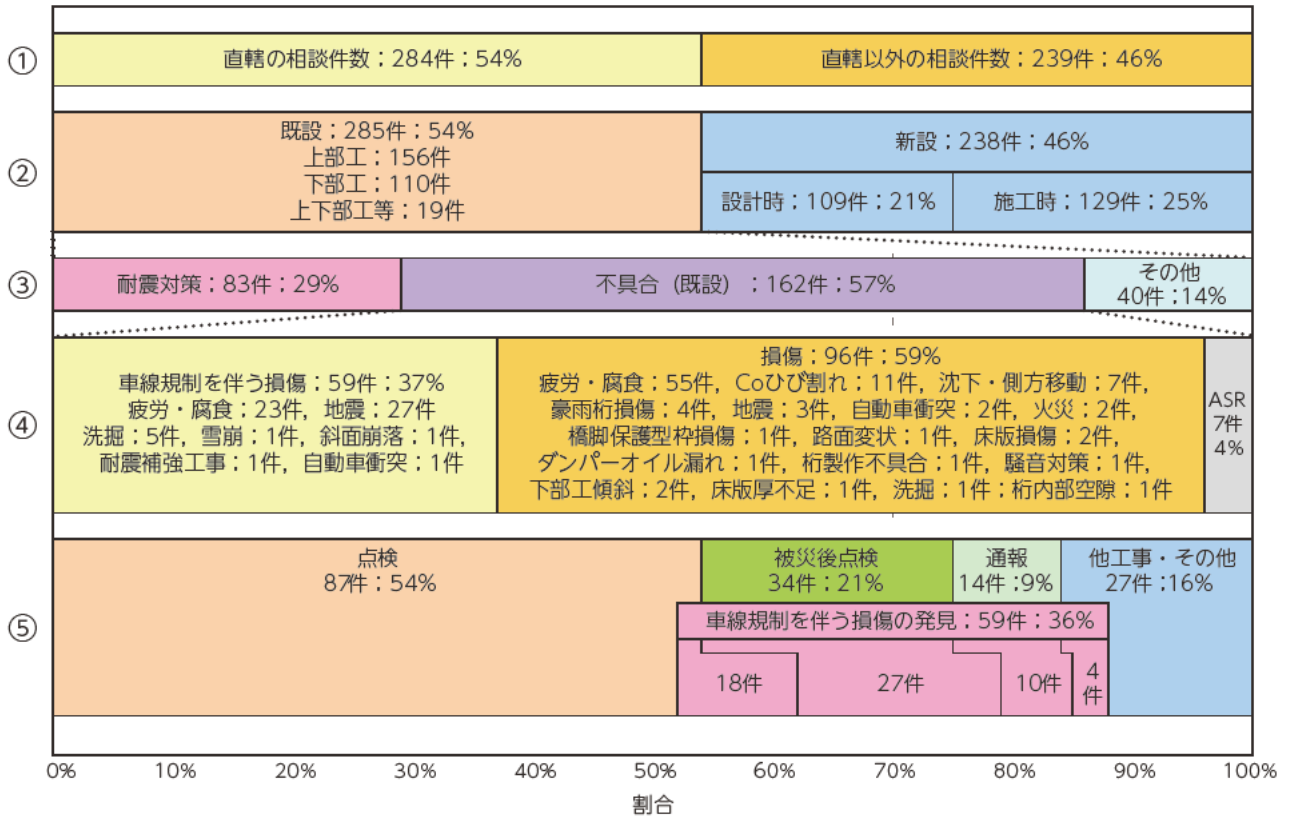 ①
直轄の相談件数;284件;54%
直轄以外の相談件数;239件;46%
②
既設;285件;54%
上部工;156件
下部工;110件
上下部工等;19件
新設;238件;46%
設計時;109件;21%
施工時;129件;25%
③
耐震対策;83件;29%
不具合（既設）;162件;57%
その他
40件;14%
④
車線規制を伴う損傷;59件;37%
疲労・腐食;23件，地震;27件
洗掘;5件，雪崩;1件，斜面崩落;1件，
耐震補強工事;1件，自動車衝突;1件
損傷;96件;59%
疲労・腐食;55件，Coひび割れ;11件，沈下・側方移動;7件，
豪雨桁損傷;4件，地震;3件，自動車衝突;2件，火災;2件，
橋脚保護型枠損傷;1件，路面変状;1件，床版損傷;2件，
ダンパーオイル漏れ;1件，桁製作不具合;1件，騒音対策;1件，
下部工傾斜;2件，床版厚不足;1件，洗掘;1件;桁内部空隙;1件
ASR
7件
4%
⑤
点検
87件;54%
被災後点検
34件;21%
通報
14件;9%
他工事・その他
27件;16%
車線規制を伴う損傷の発見;59件;36%
18件
27件
10件
4
件
0%
10%
20%
30%
40%
50%
60%
70%
80%
90%
100%
割合